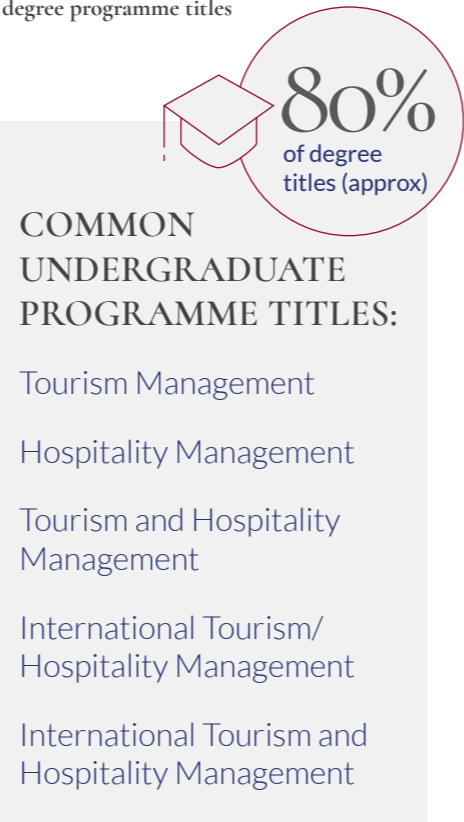 degree programme titles
80%
of degree
titles (approx)
COMMON
UNDERGRADUATE
PROGRAMME TITLES:
Tourism Management
Hospitality Management
Tourism and Hospitality
Management
International Tourism/
Hospitality Management
International Tourism and
Hospitality Management